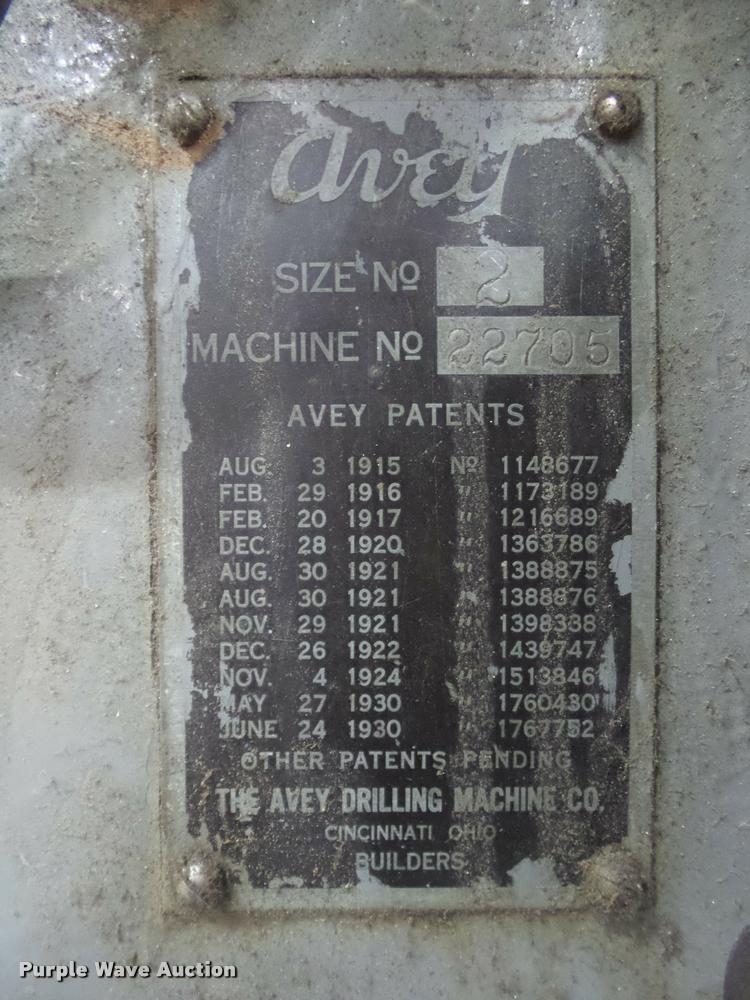 Avey
SIZE No 2
MACHINE No 22705
AVEY PATENTS
AUG. 3 1915 No 1148677
FEB. 29 1916 " 1173189
FEB. 20 1917 " 1216689
DEC. 28 1920 " 1363786
AUG. 30 1921 " 1388875
AUG. 30 1921 " 1388876
NOV. 29 1921 " 1398338
DEC. 26 1922 " 1439747
NOV. 4 1924 " 1513846
MAY 27 1930 " 1760430
JUNE 24 1930 " 1767752
OTHER PATENTS PENDING
THE AVEY DRILLING MACHINE CO.
CINCINNATI OHIO
BUILDERS
Purple Wave Auction